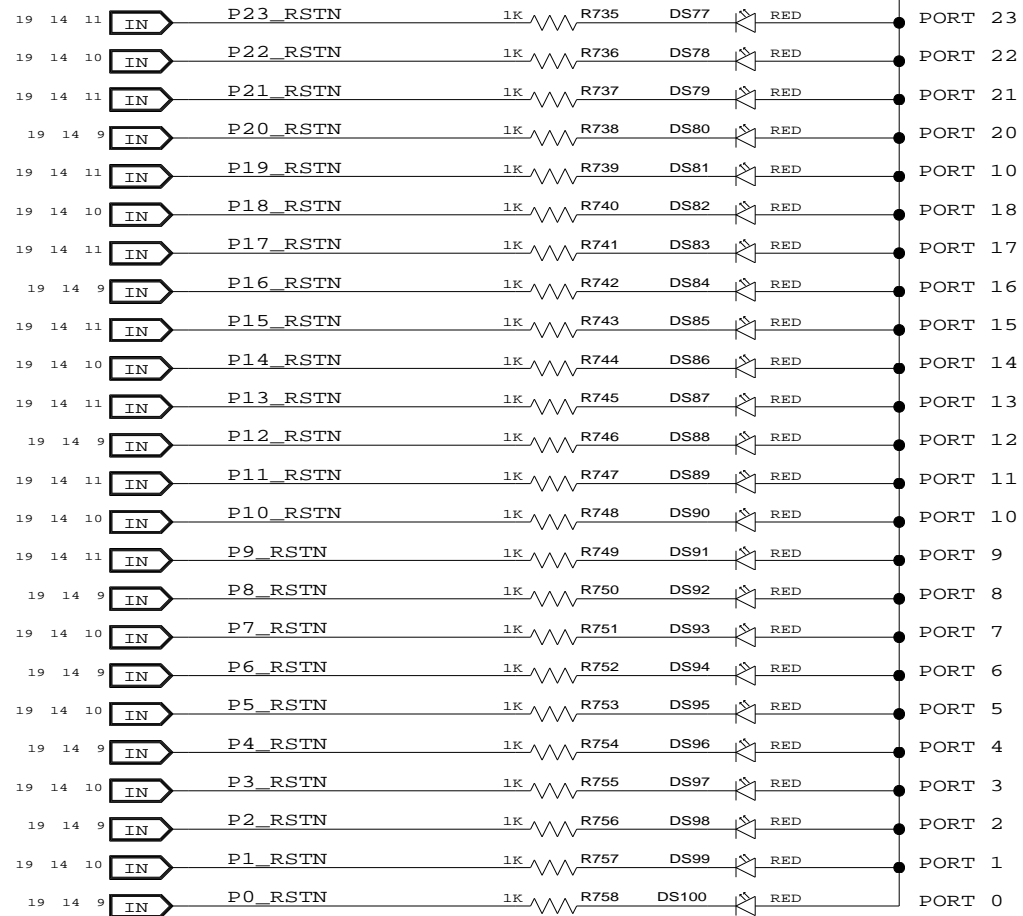 19 14 11 IN P23_RSTN 1K R735 DS77 RED PORT 23
19 14 10 IN P22_RSTN 1K R736 DS78 RED PORT 22
19 14 11 IN P21_RSTN 1K R737 DS79 RED PORT 21
19 14 9 IN P20_RSTN 1K R738 DS80 RED PORT 20
19 14 11 IN P19_RSTN 1K R739 DS81 RED PORT 10
19 14 10 IN P18_RSTN 1K R740 DS82 RED PORT 18
19 14 11 IN P17_RSTN 1K R741 DS83 RED PORT 17
19 14 9 IN P16_RSTN 1K R742 DS84 RED PORT 16
19 14 11 IN P15_RSTN 1K R743 DS85 RED PORT 15
19 14 10 IN P14_RSTN 1K R744 DS86 RED PORT 14
19 14 11 IN P13_RSTN 1K R745 DS87 RED PORT 13
19 14 9 IN P12_RSTN 1K R746 DS88 RED PORT 12
19 14 11 IN P11_RSTN 1K R747 DS89 RED PORT 11
19 14 10 IN P10_RSTN 1K R748 DS90 RED PORT 10
19 14 11 IN P9_RSTN 1K R749 DS91 RED PORT 9
19 14 9 IN P8_RSTN 1K R750 DS92 RED PORT 8
19 14 10 IN P7_RSTN 1K R751 DS93 RED PORT 7
19 14 9 IN P6_RSTN 1K R752 DS94 RED PORT 6
19 14 10 IN P5_RSTN 1K R753 DS95 RED PORT 5
19 14 9 IN P4_RSTN 1K R754 DS96 RED PORT 4
19 14 10 IN P3_RSTN 1K R755 DS97 RED PORT 3
19 14 9 IN P2_RSTN 1K R756 DS98 RED PORT 2
19 14 10 IN P1_RSTN 1K R757 DS99 RED PORT 1
19 14 9 IN P0_RSTN 1K R758 DS100 RED PORT 0